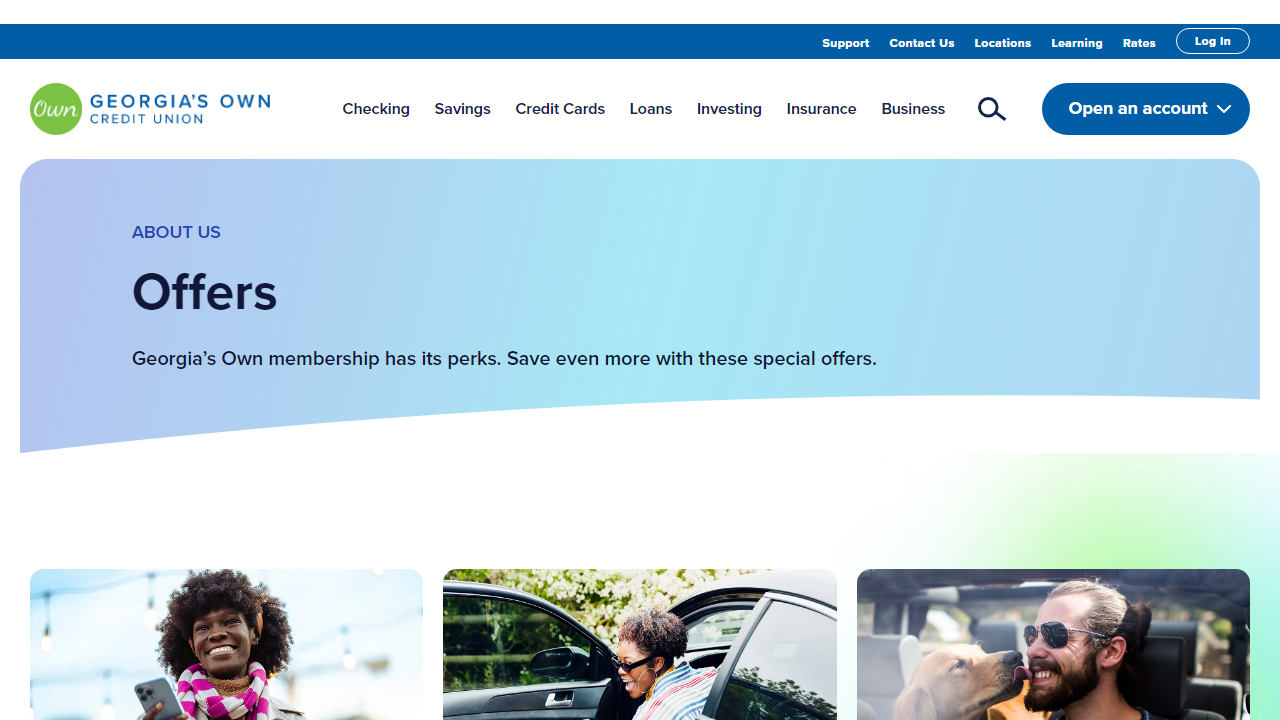 Support Contact Us Locations Learning Rates Log In
Own GEORGIA'S OWN
CREDIT UNION
Checking Savings Credit Cards Loans Investing Insurance Business Open an account
ABOUT US
Offers
Georgia’s Own membership has its perks. Save even more with these special offers.